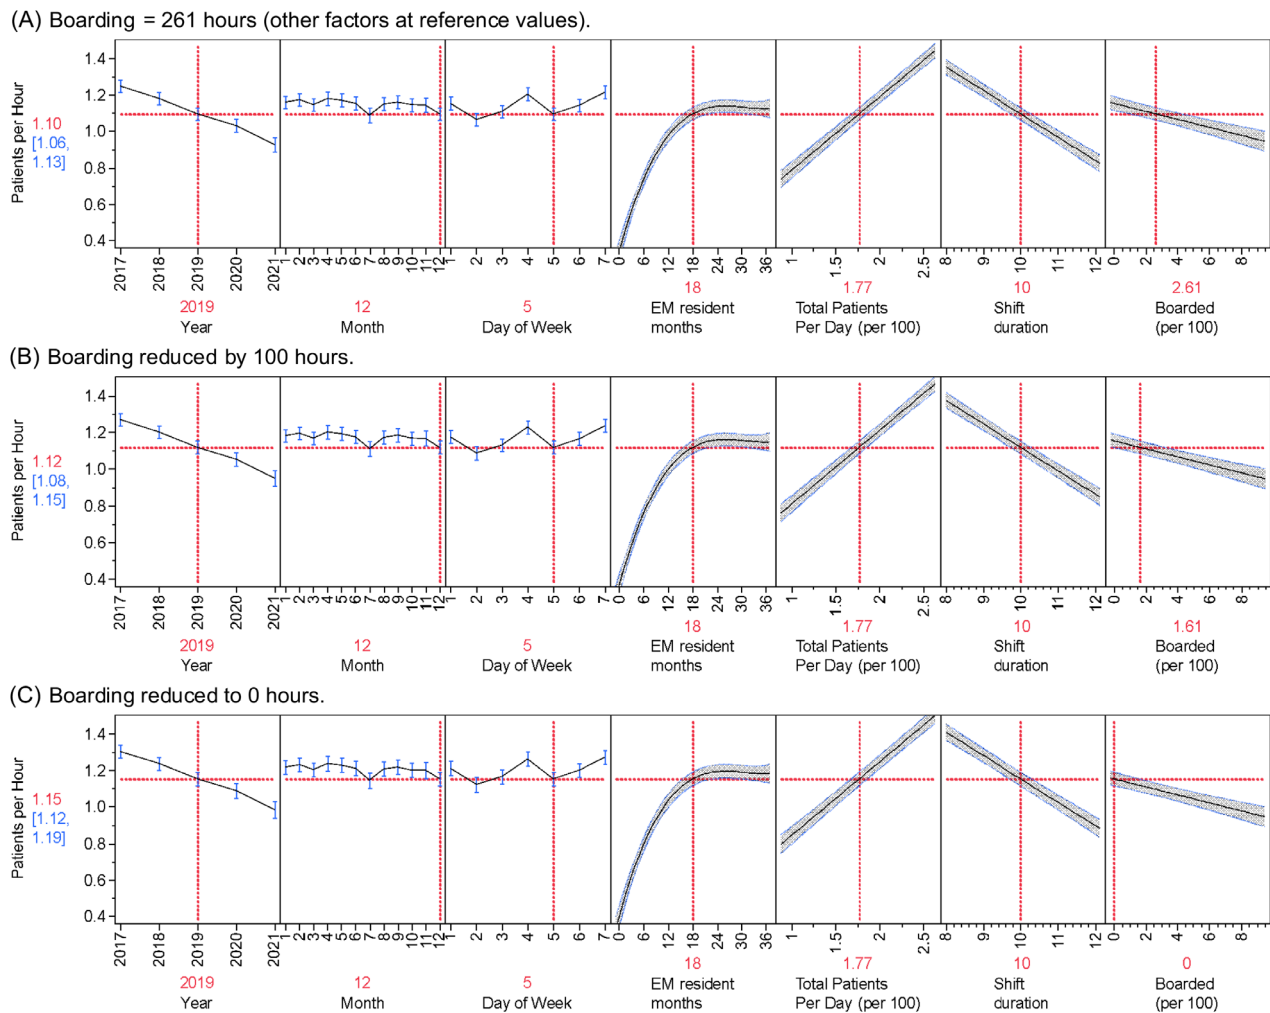 (A) Boarding = 261 hours (other factors at reference values).
Patients per Hour
1.10
[1.06,
1.13]
1.4
1.2
1.0
0.8
0.6
0.4
2017 2018 2019 2020 2021
1 2 3 4 5 6 7 8 9 10 11 12
1 2 3 4 5 6 7
0 6 12 18 24 30 36
1 1.5 2 2.5
8 9 10 11 12
0 2 4 6 8
2019 12 5 18 1.77 10 2.61
Year
Month
Day of Week
EM resident
months
Total Patients
Per Day (per 100)
Shift
duration
Boarded
(per 100)
(B) Boarding reduced by 100 hours.
Patients per Hour
1.12
[1.08,
1.15]
1.4
1.2
1.0
0.8
0.6
0.4
2017 2018 2019 2020 2021
1 2 3 4 5 6 7 8 9 10 11 12
1 2 3 4 5 6 7
0 6 12 18 24 30 36
1 1.5 2 2.5
8 9 10 11 12
0 2 4 6 8
2019 12 5 18 1.77 10 1.61
Year
Month
Day of Week
EM resident
months
Total Patients
Per Day (per 100)
Shift
duration
Boarded
(per 100)
(C) Boarding reduced to 0 hours.
Patients per Hour
1.15
[1.12,
1.19]
1.4
1.2
1.0
0.8
0.6
0.4
2017 2018 2019 2020 2021
1 2 3 4 5 6 7 8 9 10 11 12
1 2 3 4 5 6 7
0 6 12 18 24 30 36
1 1.5 2 2.5
8 9 10 11 12
0 2 4 6 8
2019 12 5 18 1.77 10 0
Year
Month
Day of Week
EM resident
months
Total Patients
Per Day (per 100)
Shift
duration
Boarded
(per 100)